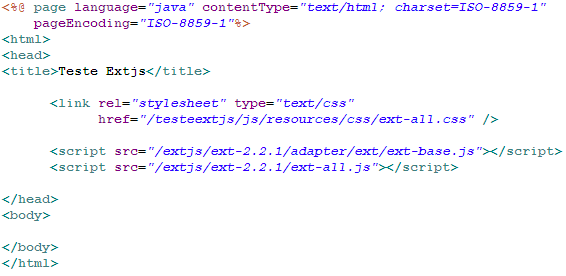 <%@ page language="java" contentType="text/html; charset=ISO-8859-1"
    pageEncoding="ISO-8859-1"%>
<html>
<head>
<title>Teste Extjs</title>

      <link rel="stylesheet" type="text/css"
            href="/testeextjs/js/resources/css/ext-all.css" />

      <script src="/extjs/ext-2.2.1/adapter/ext/ext-base.js"></script>
      <script src="/extjs/ext-2.2.1/ext-all.js"></script>

</head>
<body>

</body>
</html>